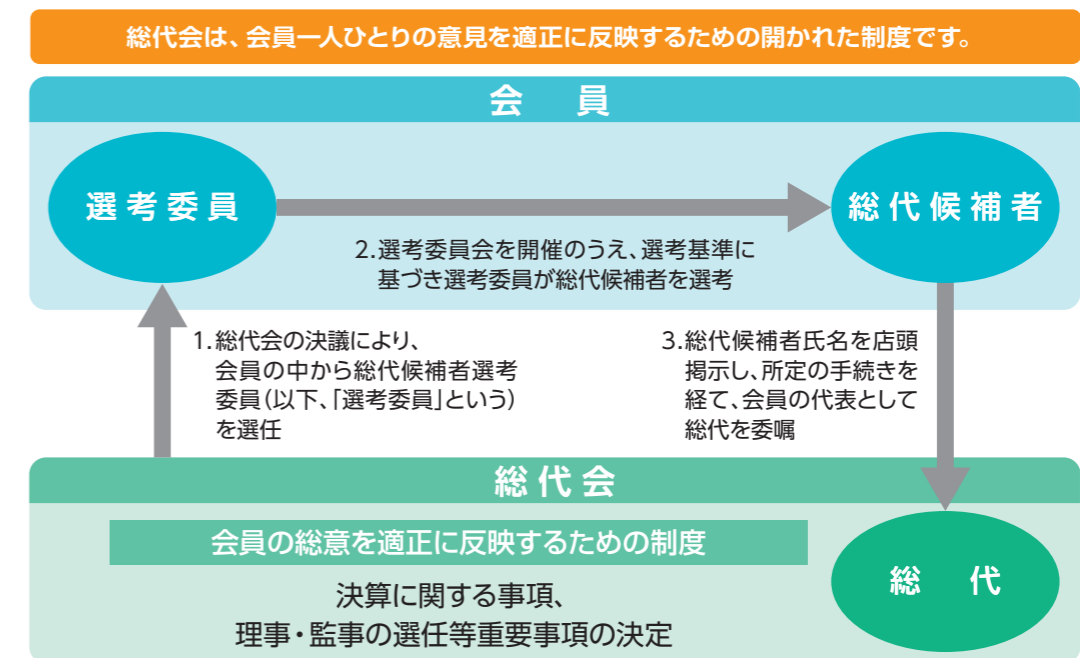 総代会は、会員一人ひとりの意見を適正に反映するための開かれた制度です。
会　員
選考委員
総代候補者
2.選考委員会を開催のうえ、選考基準に
基づき選考委員が総代候補者を選考
1.総代会の決議により、
会員の中から総代候補者選考
委員(以下、「選考委員」という)
を選任
3.総代候補者氏名を店頭
掲示し、所定の手続きを
経て、会員の代表として
総代を委嘱
総代会
会員の総意を適正に反映するための制度
決算に関する事項、
理事・監事の選任等重要事項の決定
総　代